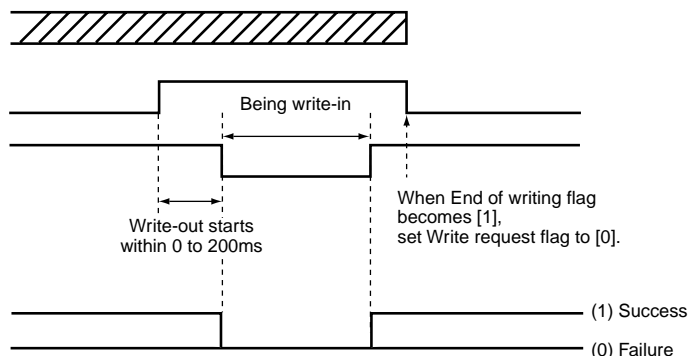 Being write-in
When End of writing flag
becomes [1],
set Write request flag to [0].
Write-out starts
within 0 to 200ms
(1) Success
(0) Failure